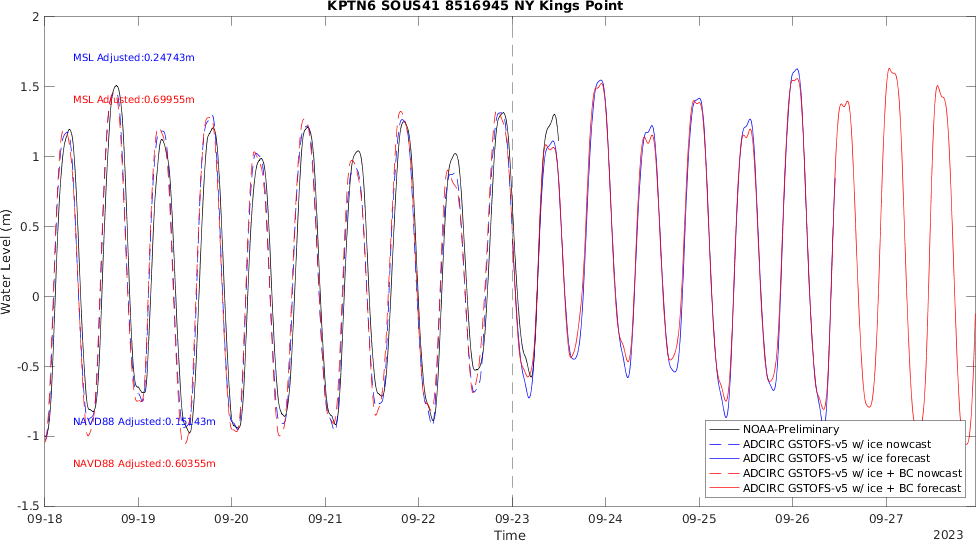 KPTN6 SOUS41 8516945 NY Kings Point
2
1.5
1
0.5
0
-0.5
-1
-1.5
Water Level (m)
MSL Adjusted:0.24743m
MSL Adjusted:0.69955m
NAVD88 Adjusted:0.15143m
NAVD88 Adjusted:0.60355m
NOAA-Preliminary
ADCIRC GSTOFS-v5 w/ ice nowcast
ADCIRC GSTOFS-v5 w/ ice forecast
ADCIRC GSTOFS-v5 w/ ice + BC nowcast
ADCIRC GSTOFS-v5 w/ ice + BC forecast
09-18 09-19 09-20 09-21 09-22 09-23 09-24 09-25 09-26 09-27
Time
2023